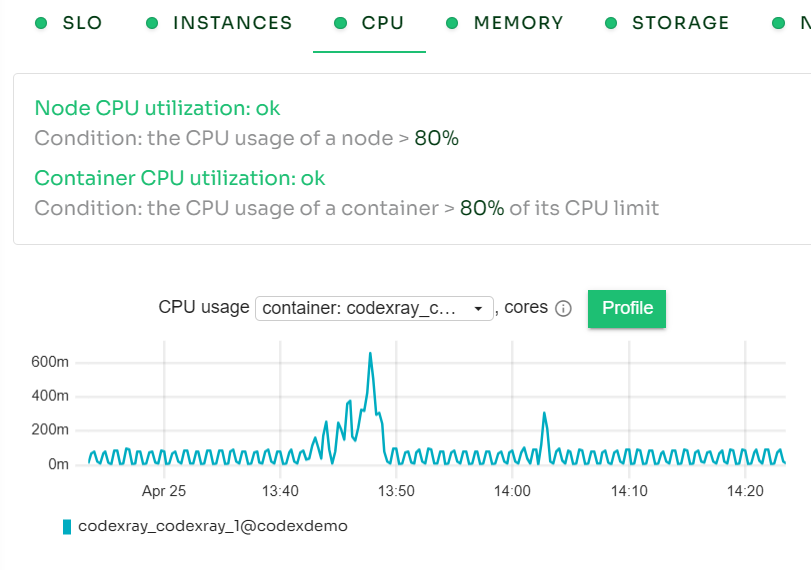 SLO INSTANCES CPU MEMORY STORAGE N
Node CPU utilization: ok
Condition: the CPU usage of a node > 80%
Container CPU utilization: ok
Condition: the CPU usage of a container > 80% of its CPU limit
CPU usage container: codexray_c... , cores Profile
600m
400m
200m
0m
Apr 25 13:40 13:50 14:00 14:10 14:20
codexray_codexray_1@codexdemo